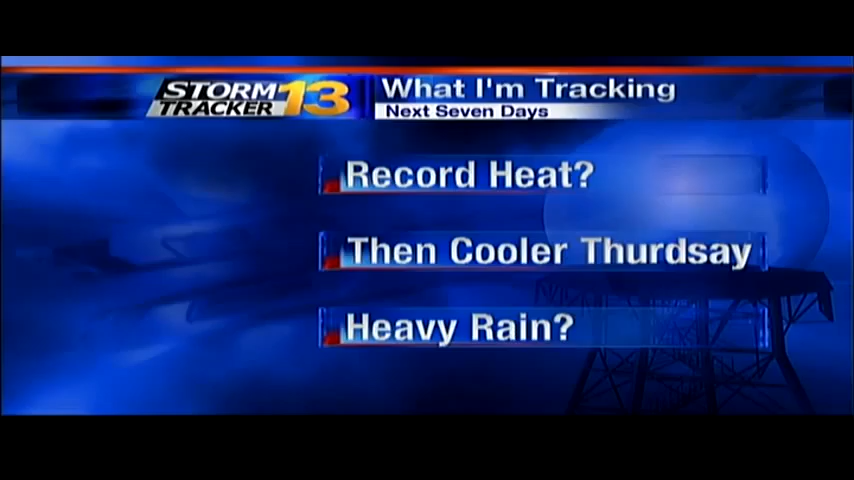 STORM TRACKER 13
What I'm Tracking
Next Seven Days
Record Heat?
Then Cooler Thurdsay
Heavy Rain?